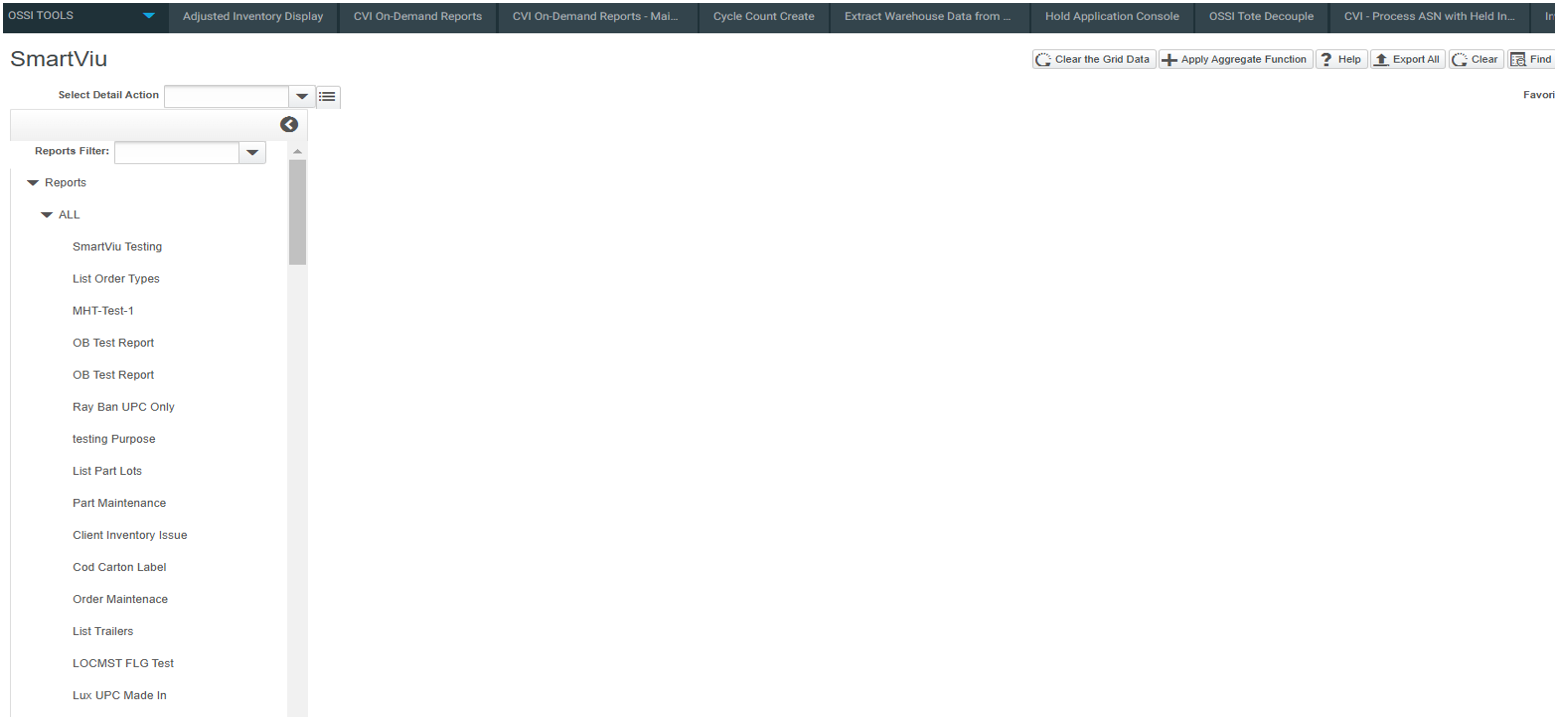 OSSI TOOLS Adjusted Inventory Display CVI On-Demand Reports CVI On-Demand Reports - Mai... Cycle Count Create Extract Warehouse Data from ... Hold Application Console OSSI Tote Decouple CVI - Process ASN with Held In...
SmartViu
Clear the Grid Data Apply Aggregate Function Help Export All Clear Find
Select Detail Action Favori
Reports Filter:
Reports
ALL
SmartViu Testing
List Order Types
MHT-Test-1
OB Test Report
OB Test Report
Ray Ban UPC Only
testing Purpose
List Part Lots
Part Maintenance
Client Inventory Issue
Cod Carton Label
Order Maintenace
List Trailers
LOCMST FLG Test
Lux UPC Made In